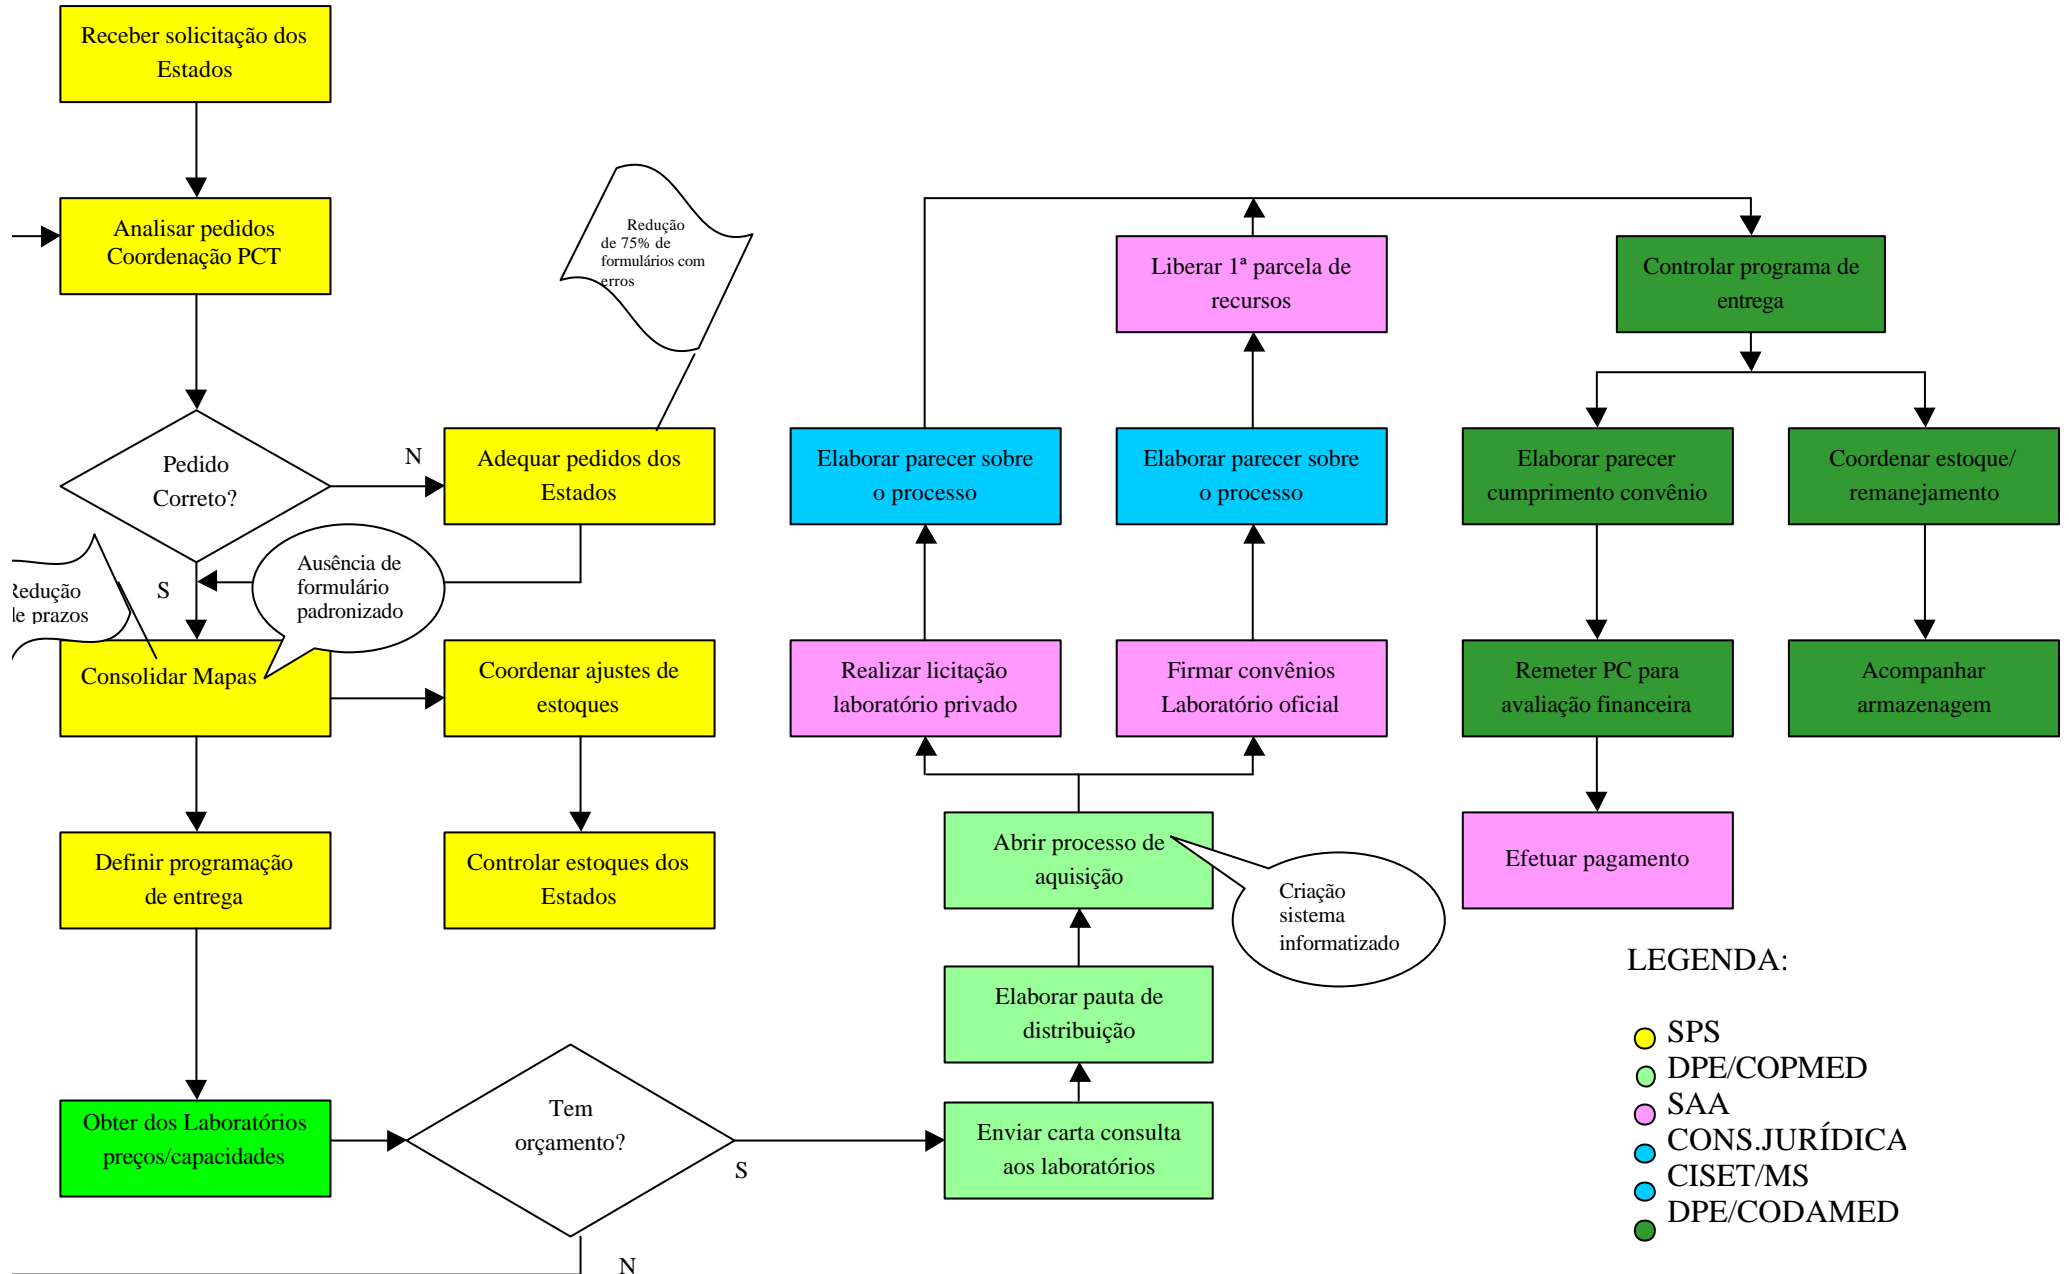 Receber solicitação dos
Estados
Analisar pedidos
Coordenação PCT
Pedido
Correto?
N
S
Adequar pedidos dos
Estados
Redução
de 75% de
formulários com
erros
Ausência de
formulário
padronizado
Redução
de prazos
Consolidar Mapas
Coordenar ajustes de
estoques
Definir programação
de entrega
Controlar estoques dos
Estados
Obter dos Laboratórios
preços/capacidades
Tem
orçamento?
S
N
Enviar carta consulta
aos laboratórios
Elaborar pauta de
distribuição
Abrir processo de
aquisição
Criação
sistema
informatizado
Realizar licitação
laboratório privado
Firmar convênios
Laboratório oficial
Elaborar parecer sobre
o processo
Elaborar parecer sobre
o processo
Liberar 1ª parcela de
recursos
Controlar programa de
entrega
Elaborar parecer
cumprimento convênio
Coordenar estoque/
remanejamento
Remeter PC para
avaliação financeira
Acompanhar
armazenagem
Efetuar pagamento
LEGENDA:
SPS
DPE/COPMED
SAA
CONS.JURÍDICA
CISET/MS
DPE/CODAMED